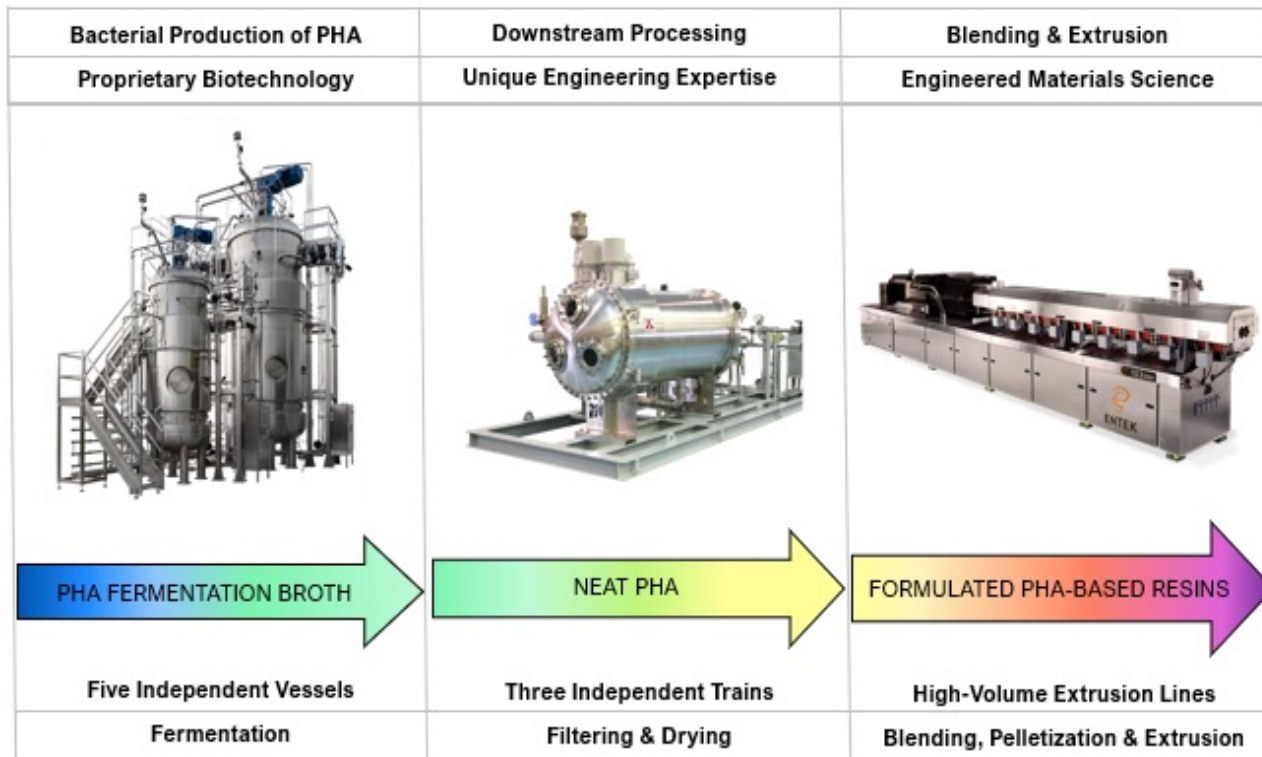 Bacterial Production of PHA
Downstream Processing
Blending & Extrusion
Proprietary Biotechnology
Unique Engineering Expertise
Engineered Materials Science
ENTEK
PHA FERMENTATION BROTH
NEAT PHA
FORMULATED PHA-BASED RESINS
Five Independent Vessels
Three Independent Trains
High-Volume Extrusion Lines
Fermentation
Filtering & Drying
Blending, Pelletization & Extrusion